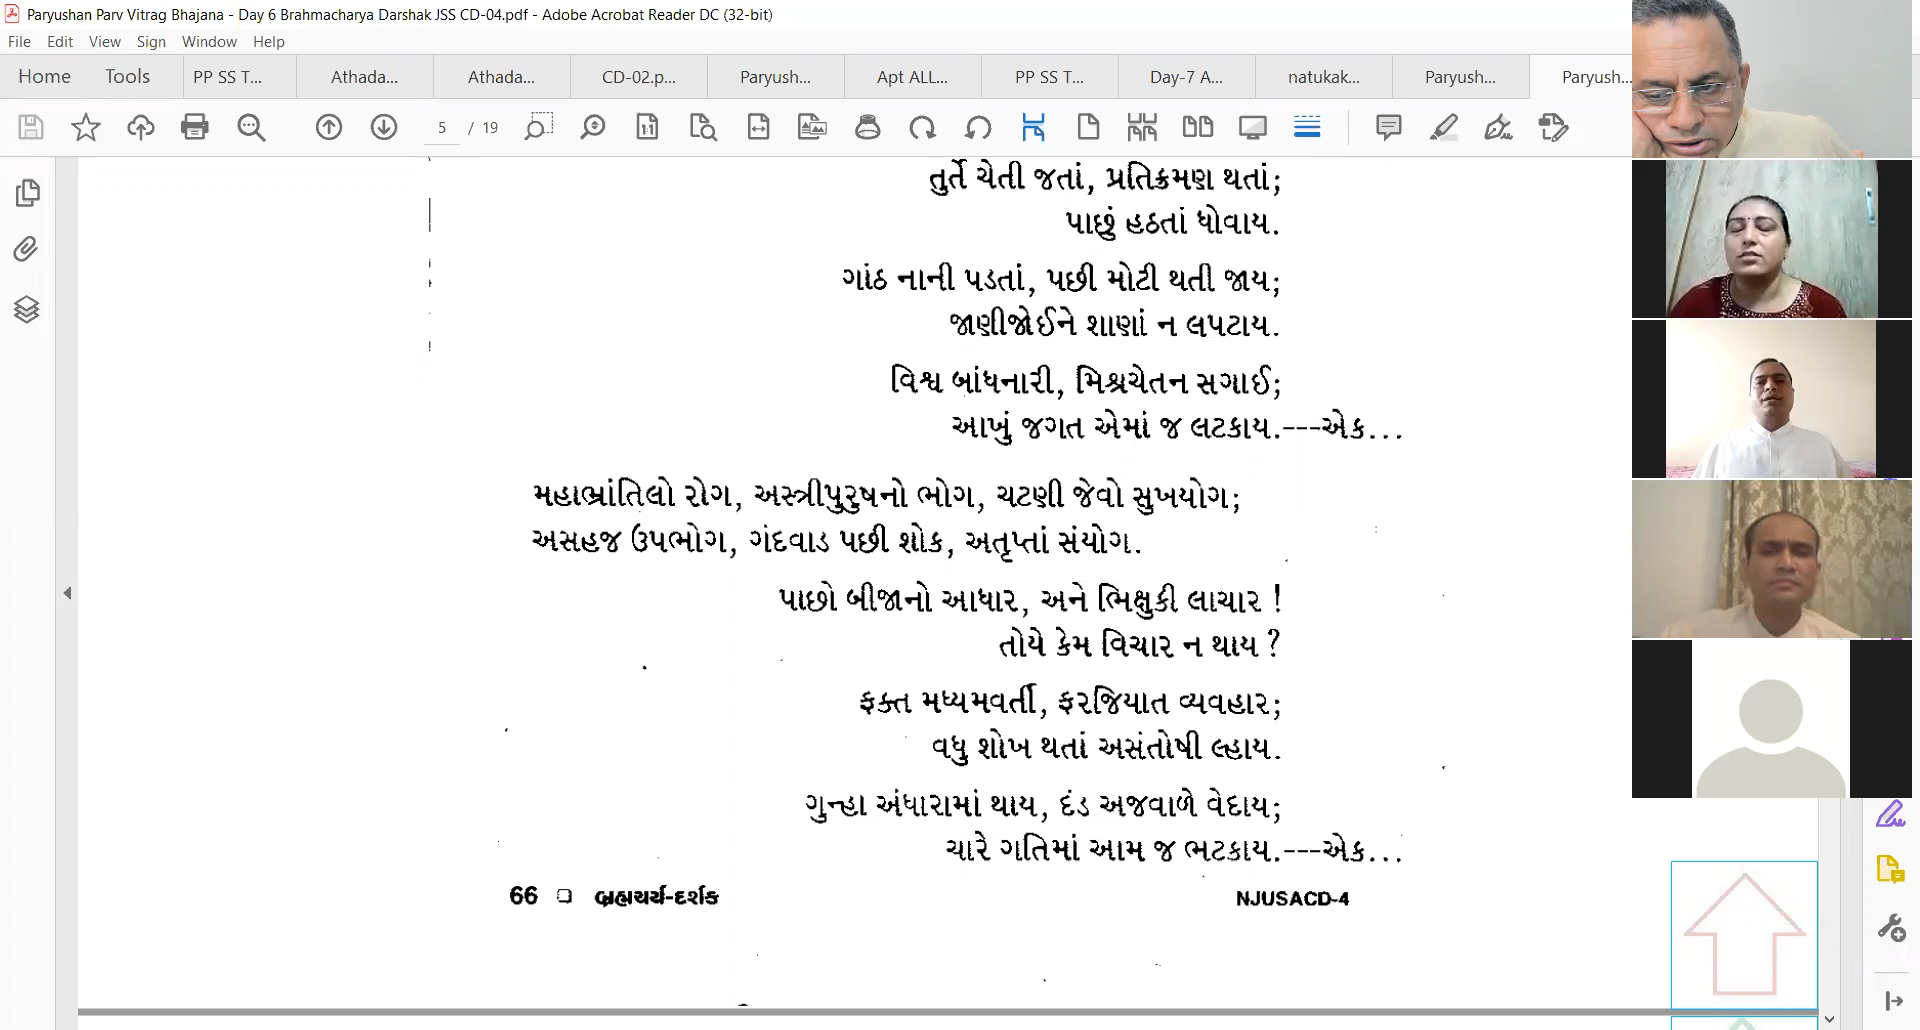 Paryushan Parv Vitrag Bhajana - Day 6 Brahmacharya Darshak JSS CD-04.pdf - Adobe Acrobat Reader DC (32-bit)
File Edit View Sign Window Help
Home Tools PP SS T... Athada... Athada... CD-02.p... Paryush... Apt ALL... PP SS T... Day-7 A... natukak... Paryush... Paryush...
5 / 19
તુર્તે ચેતી જતાં, પ્રતિક્રમણ થતાં;
પાછું હઠતાં ધોવાય.
ગાંઠ નાની પડતાં, પછી મોટી થતી જાય;
જાણીજોઈને શાણાં ન લપટાય.
વિશ્વ બાંધનારી, મિશ્રચેતન સગાઈ;
આખું જગત એમાં જ લટકાય.---એક...
મહાભ્રાંતિલો રોગ, અસ્ત્રીપુરુષનો ભોગ, ચટણી જેવો સુખયોગ;
અસહજ ઉપભોગ, ગંદવાડ પછી શોક, અતૃપ્તાં સંયોગ.
પાછો બીજાનો આધાર, અને ભિક્ષુકી લાચાર !
તોયે કેમ વિચાર ન થાય ?
ફક્ત મધ્યમવર્તી, ફરજિયાત વ્યવહાર;
વધુ શોખ થતાં અસંતોષી લ્હાય.
ગુન્હા અંધારામાં થાય, દંડ અજવાળે વેદાય;
ચારે ગતિમાં આમ જ ભટકાય.---એક...
66 બ્રહ્મચર્ય-દર્શક NJUSACD-4